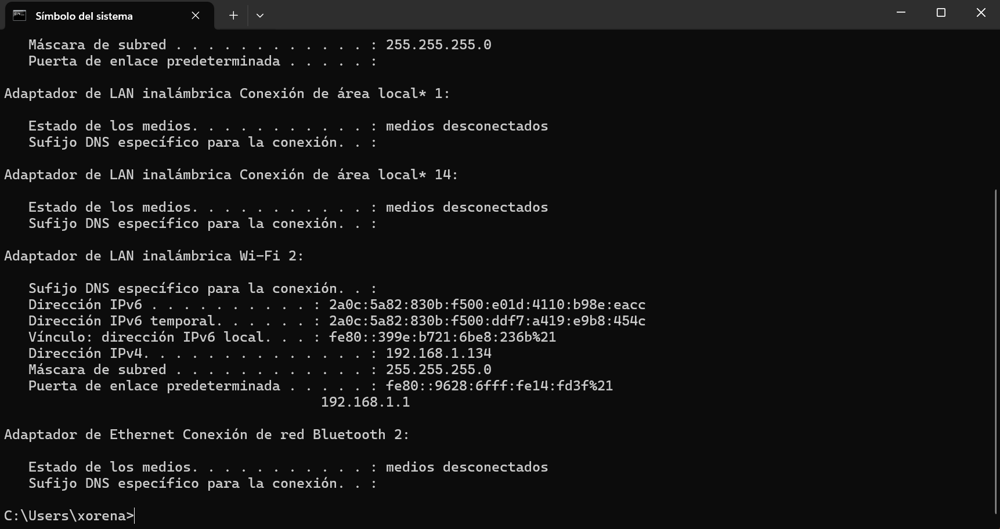 Símbolo del sistema
Máscara de subred . . . . . . . . . . . . : 255.255.255.0
Puerta de enlace predeterminada . . . . . :
Adaptador de LAN inalámbrica Conexión de área local* 1:
Estado de los medios. . . . . . . . . . . : medios desconectados
Sufijo DNS específico para la conexión. . :
Adaptador de LAN inalámbrica Conexión de área local* 14:
Estado de los medios. . . . . . . . . . . : medios desconectados
Sufijo DNS específico para la conexión. . :
Adaptador de LAN inalámbrica Wi-Fi 2:
Sufijo DNS específico para la conexión. . :
Dirección IPv6 . . . . . . . . . . : 2a0c:5a82:830b:f500:e01d:4110:b98e:eacc
Dirección IPv6 temporal. . . . . . : 2a0c:5a82:830b:f500:ddf7:a419:e9b8:454c
Vínculo: dirección IPv6 local. . . : fe80::399e:b721:6be8:236b%21
Dirección IPv4. . . . . . . . . . . . . . : 192.168.1.134
Máscara de subred . . . . . . . . . . . . : 255.255.255.0
Puerta de enlace predeterminada . . . . . : fe80::9628:6fff:fe14:fd3f%21
192.168.1.1
Adaptador de Ethernet Conexión de red Bluetooth 2:
Estado de los medios. . . . . . . . . . . : medios desconectados
Sufijo DNS específico para la conexión. . :
C:\Users\xorena>